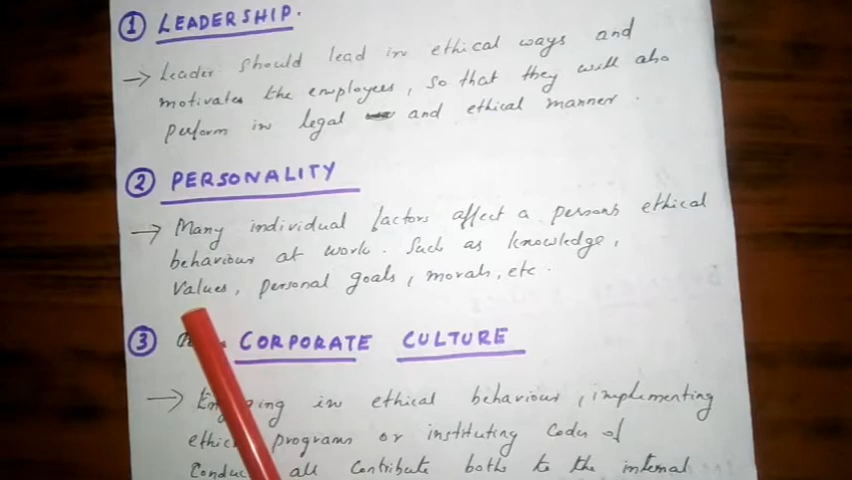 ① LEADERSHIP.
→ Leader should lead in ethical ways and
motivates the employees, so that they will also
perform in legal and ethical manner.
② PERSONALITY
→ Many individual factors affect a persons ethical
behaviour at work. Such as knowledge,
values, personal goals, morals, etc.
③ CORPORATE CULTURE
→ in ethical behaviour, implementing
programs or instituting Codes of
all Contribute both to the internal